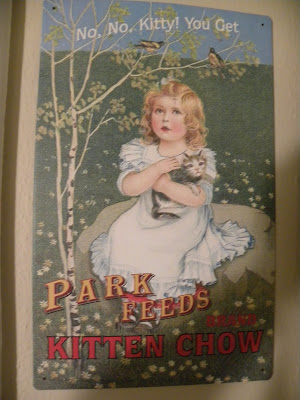 No, No, Kitty! You Get
PARK
FEEDS
KITTEN CHOW